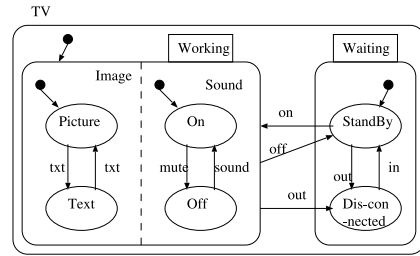 TV
Working
Waiting
Image
Sound
Picture
On
StandBy
on
off
txt
txt
mute
sound
out
in
Text
Off
out
Dis-con
-nected